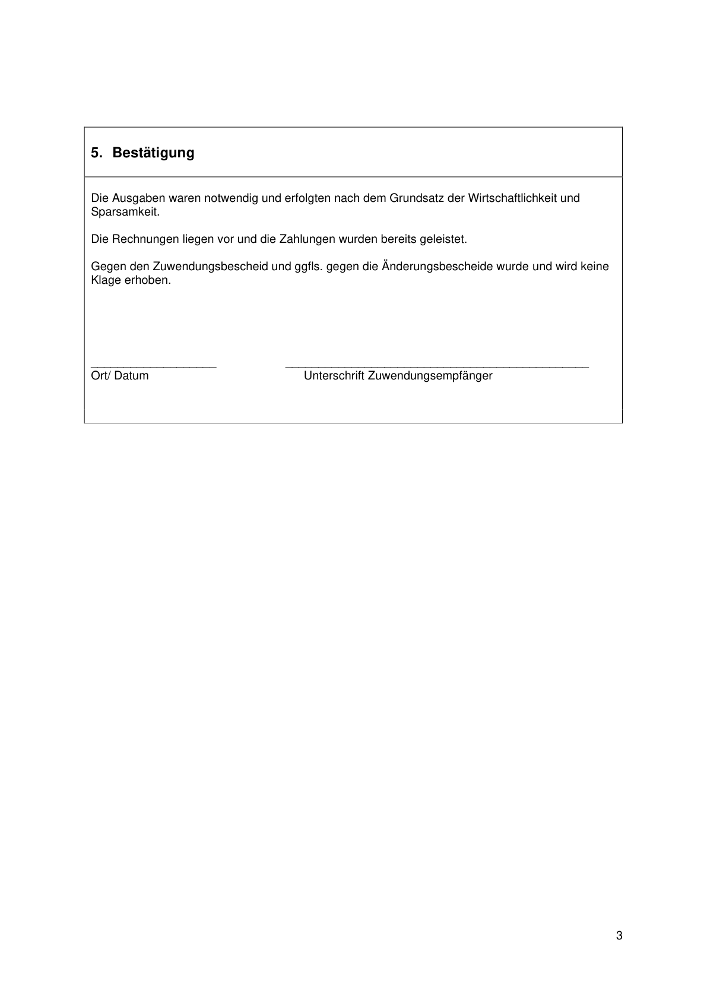 5. Bestätigung
Die Ausgaben waren notwendig und erfolgten nach dem Grundsatz der Wirtschaftlichkeit und
Sparsamkeit.
Die Rechnungen liegen vor und die Zahlungen wurden bereits geleistet.
Gegen den Zuwendungsbescheid und ggfls. gegen die Änderungsbescheide wurde und wird keine
Klage erhoben.
Ort/ Datum Unterschrift Zuwendungsempfänger
3